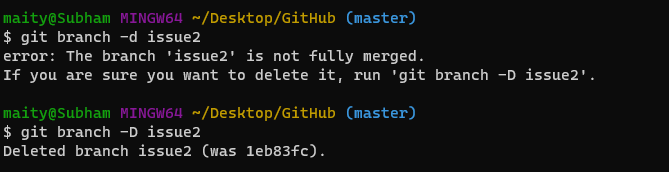 maity@Subham MINGW64 ~/Desktop/GitHub (master)
$ git branch -d issue2
error: The branch 'issue2' is not fully merged.
If you are sure you want to delete it, run 'git branch -D issue2'.
maity@Subham MINGW64 ~/Desktop/GitHub (master)
$ git branch -D issue2
Deleted branch issue2 (was 1eb83fc).